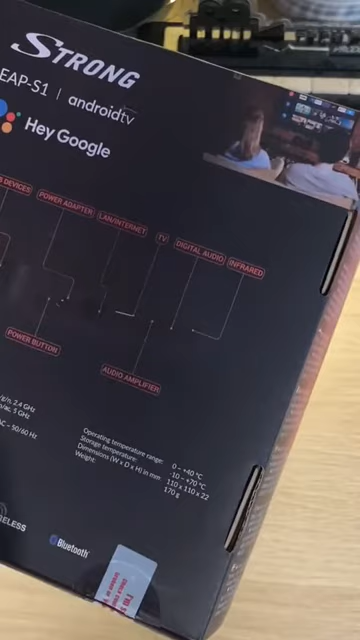 STRONG
EAP-S1 | androidtv
Hey Google
DEVICES
POWER ADAPTER
LAN/INTERNET
TV
DIGITAL AUDIO
INFRARED
POWER BUTTON
AUDIO AMPLIFIER
2.4 GHz
5 GHz
AC ~ 50/60 Hz
Operating temperature range: 0 ~ +40 °C
Storage temperature: -10 ~ +70 °C
Dimensions (W x D x H) in mm: 110 x 110 x 22
Weight: 170 g
Bluetooth